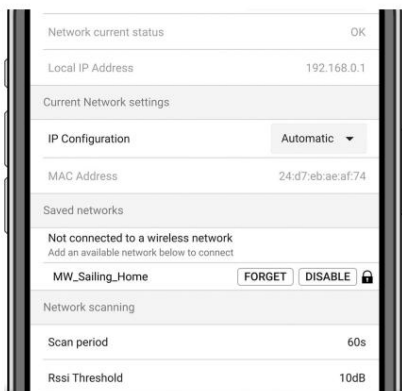 Network current status OK
Local IP Address 192.168.0.1
Current Network settings
IP Configuration Automatic
MAC Address 24:d7:eb:ae:af:74
Saved networks
Not connected to a wireless network
Add an available network below to connect
MW_Sailing_Home FORGET DISABLE
Network scanning
Scan period 60s
Rssi Threshold 10dB